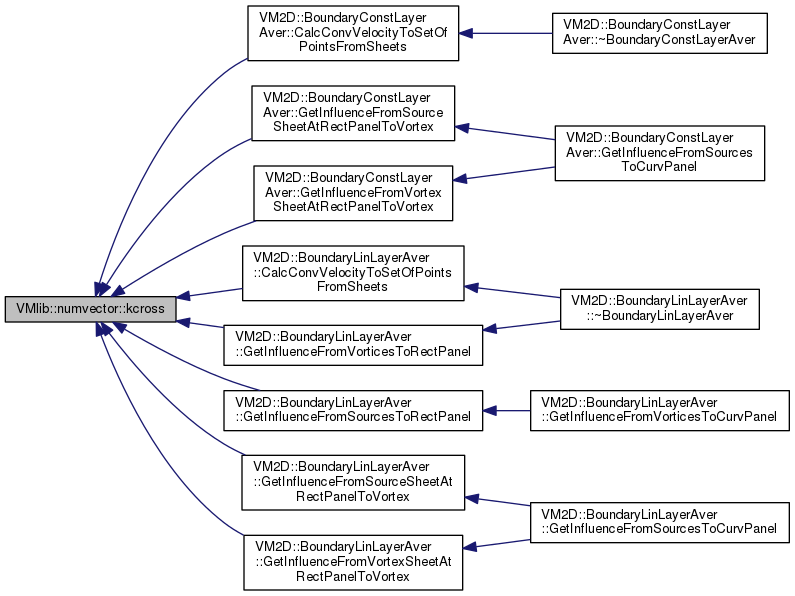 VM2D::BoundaryConstLayer
Aver::CalcConvVelocityToSetOf
PointsFromSheets
VM2D::BoundaryConstLayer
Aver::~BoundaryConstLayerAver
VM2D::BoundaryConstLayer
Aver::GetInfluenceFromSource
SheetAtRectPanelToVortex
VM2D::BoundaryConstLayer
Aver::GetInfluenceFromSources
ToCurvPanel
VM2D::BoundaryConstLayer
Aver::GetInfluenceFromVortex
SheetAtRectPanelToVortex
VM2D::BoundaryLinLayerAver
::CalcConvVelocityToSetOfPoints
FromSheets
VMlib::numvector::kcross
VM2D::BoundaryLinLayerAver
::~BoundaryLinLayerAver
VM2D::BoundaryLinLayerAver
::GetInfluenceFromVorticesToRectPanel
VM2D::BoundaryLinLayerAver
::GetInfluenceFromSourcesToRectPanel
VM2D::BoundaryLinLayerAver
::GetInfluenceFromVorticesToCurvPanel
VM2D::BoundaryLinLayerAver
::GetInfluenceFromSourceSheetAt
RectPanelToVortex
VM2D::BoundaryLinLayerAver
::GetInfluenceFromSourcesToCurvPanel
VM2D::BoundaryLinLayerAver
::GetInfluenceFromVortexSheetAt
RectPanelToVortex